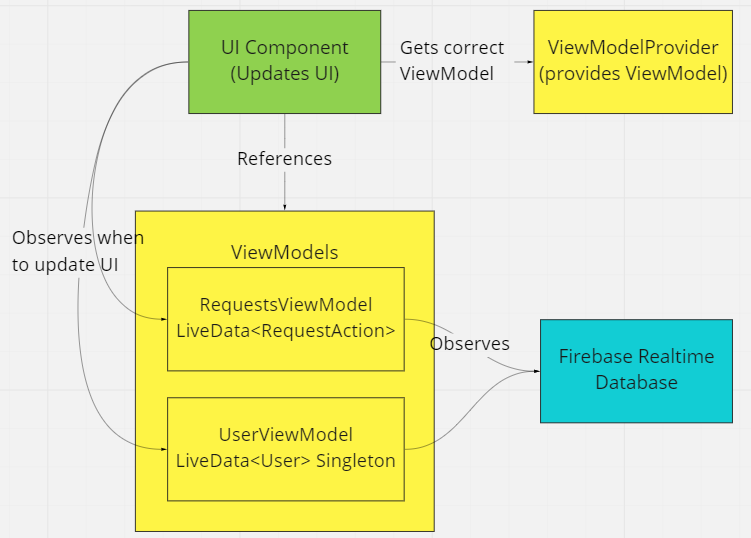 UI Component
(Updates UI)
Gets correct
ViewModel
ViewModelProvider
(provides ViewModel)
References
Observes when
to update UI
ViewModels
RequestsViewModel
LiveData<RequestAction>
Observes
Firebase Realtime
Database
UserViewModel
LiveData<User> Singleton